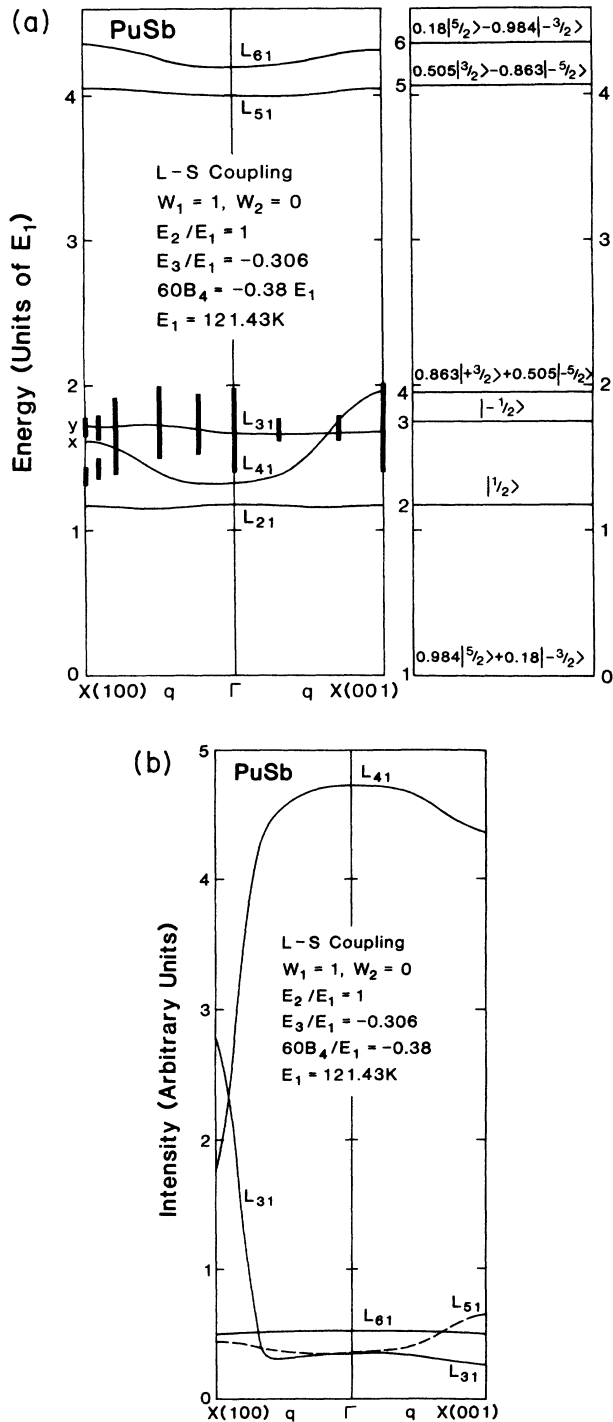 (a)
PuSb
L61
L51
L-S Coupling
W1 = 1, W2 = 0
E2/E1 = 1
E3/E1 = -0.306
60B4 = -0.38 E1
E1 = 121.43K
L31
L41
L21
Energy (Units of E1)
4
3
2
y
x
1
0
X(100) q Γ q X(001)
6
5
4
3
2
1
0.18|5/2⟩-0.984|-3/2⟩
0.505|3/2⟩-0.863|-5/2⟩
0.863|+3/2⟩+0.505|-5/2⟩
|-1/2⟩
|1/2⟩
0.984|5/2⟩+0.18|-3/2⟩
4
3
2
1
0
(b)
PuSb
L41
L-S Coupling
W1 = 1, W2 = 0
E2/E1 = 1
E3/E1 = -0.306
60B4/E1 = -0.38
E1 = 121.43K
L31
L61
L51
L31
Intensity (Arbitrary Units)
5
4
3
2
1
0
X(100) q Γ q X(001)